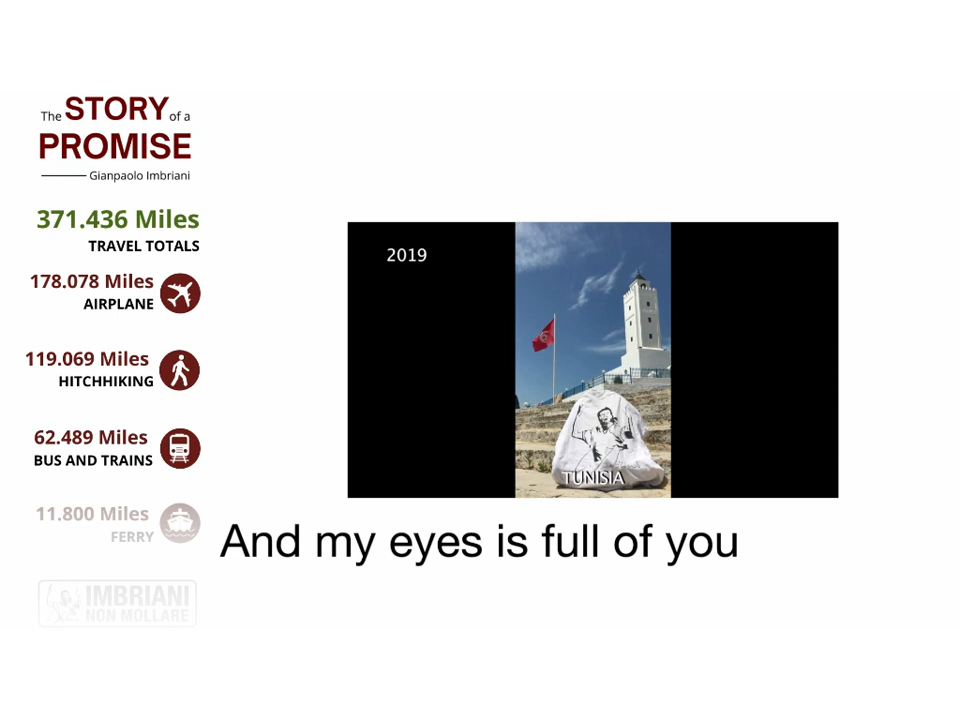 The STORY of a
PROMISE
Gianpaolo Imbriani
371.436 Miles
TRAVEL TOTALS
178.078 Miles
AIRPLANE
119.069 Miles
HITCHHIKING
62.489 Miles
BUS AND TRAINS
11.800 Miles
FERRY
IMBRIANI
NON MOLLARE
2019
TUNISIA
And my eyes is full of you